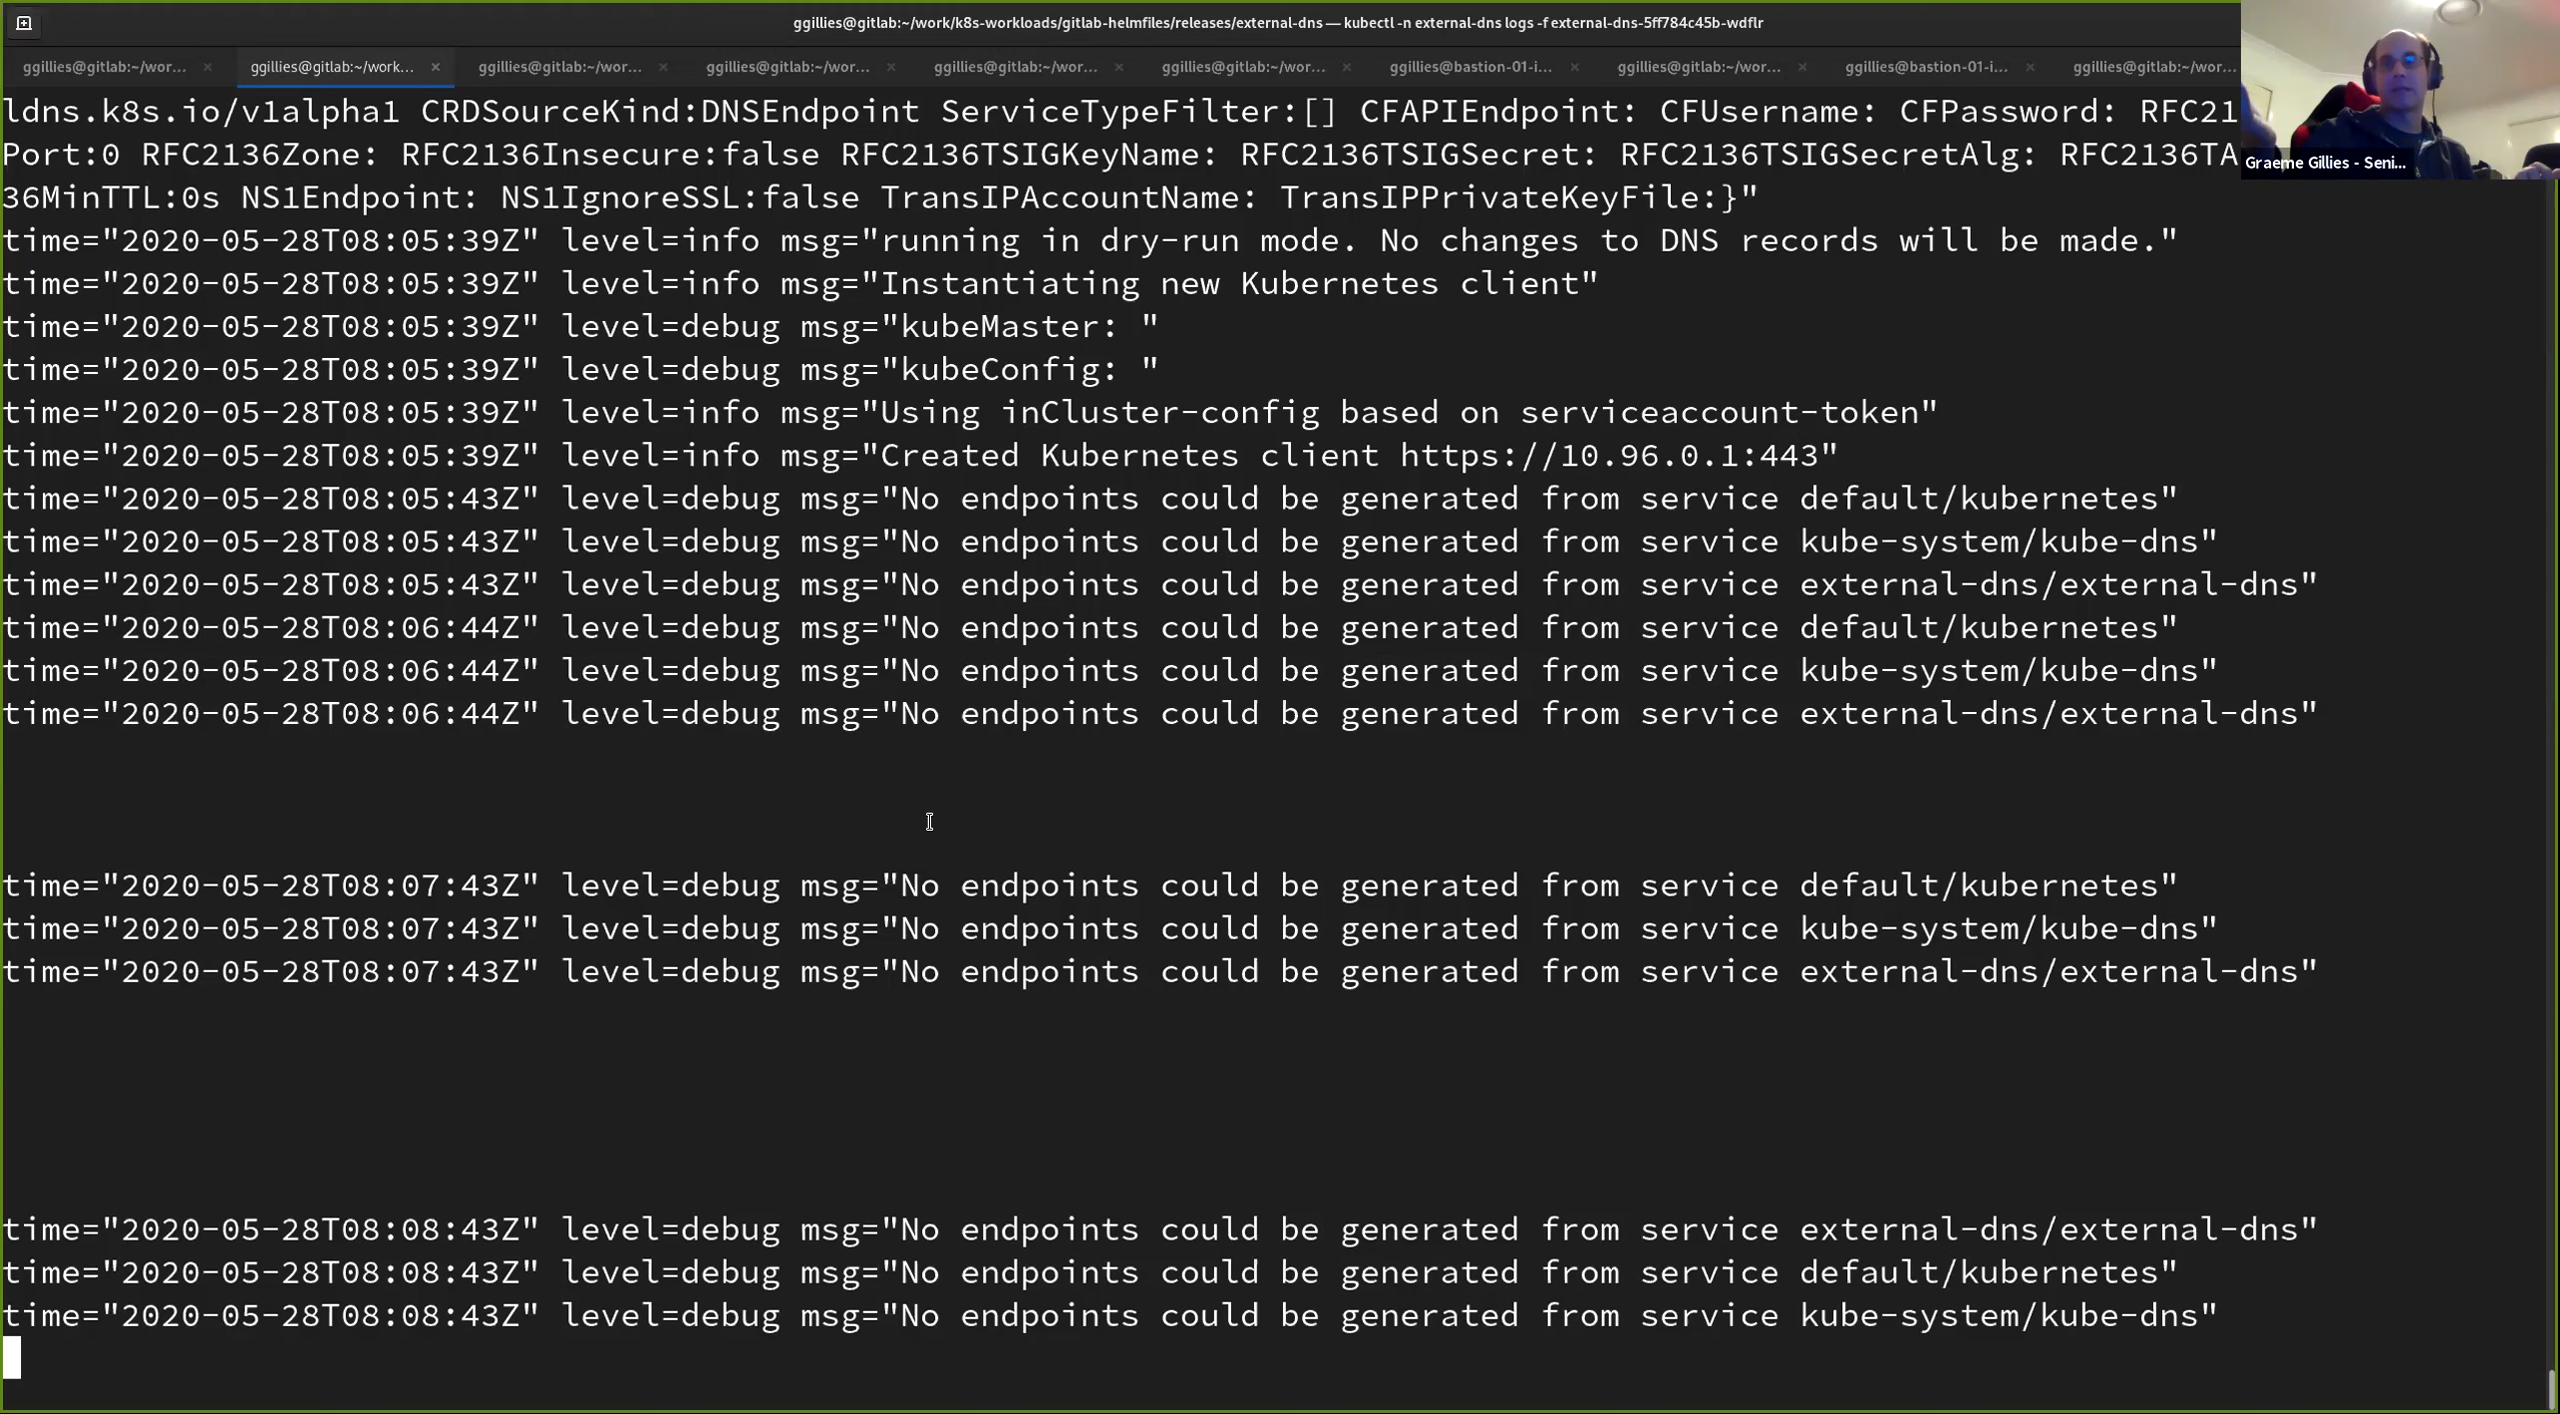 ggillies@gitlab:~/work/k8s-workloads/gitlab-helmfiles/releases/external-dns — kubectl -n external-dns logs -f external-dns-5ff784c45b-wdflr
ggillies@gitlab:~/wor... × ggillies@gitlab:~/work... × ggillies@gitlab:~/wor... × ggillies@gitlab:~/wor... × ggillies@gitlab:~/wor... × ggillies@gitlab:~/wor... × ggillies@bastion-01-i... × ggillies@gitlab:~/wor... × ggillies@bastion-01-i... × ggillies@gitlab:~/wor...
Graeme Gillies - Seni...
ldns.k8s.io/v1alpha1 CRDSourceKind:DNSEndpoint ServiceTypeFilter:[] CFAPIEndpoint: CFUsername: CFPassword: RFC21
Port:0 RFC2136Zone: RFC2136Insecure:false RFC2136TSIGKeyName: RFC2136TSIGSecret: RFC2136TSIGSecretAlg: RFC2136TA
36MinTTL:0s NS1Endpoint: NS1IgnoreSSL:false TransIPAccountName: TransIPPrivateKeyFile:}"
time="2020-05-28T08:05:39Z" level=info msg="running in dry-run mode. No changes to DNS records will be made."
time="2020-05-28T08:05:39Z" level=info msg="Instantiating new Kubernetes client"
time="2020-05-28T08:05:39Z" level=debug msg="kubeMaster: "
time="2020-05-28T08:05:39Z" level=debug msg="kubeConfig: "
time="2020-05-28T08:05:39Z" level=info msg="Using inCluster-config based on serviceaccount-token"
time="2020-05-28T08:05:39Z" level=info msg="Created Kubernetes client https://10.96.0.1:443"
time="2020-05-28T08:05:43Z" level=debug msg="No endpoints could be generated from service default/kubernetes"
time="2020-05-28T08:05:43Z" level=debug msg="No endpoints could be generated from service kube-system/kube-dns"
time="2020-05-28T08:05:43Z" level=debug msg="No endpoints could be generated from service external-dns/external-dns"
time="2020-05-28T08:06:44Z" level=debug msg="No endpoints could be generated from service default/kubernetes"
time="2020-05-28T08:06:44Z" level=debug msg="No endpoints could be generated from service kube-system/kube-dns"
time="2020-05-28T08:06:44Z" level=debug msg="No endpoints could be generated from service external-dns/external-dns"
time="2020-05-28T08:07:43Z" level=debug msg="No endpoints could be generated from service default/kubernetes"
time="2020-05-28T08:07:43Z" level=debug msg="No endpoints could be generated from service kube-system/kube-dns"
time="2020-05-28T08:07:43Z" level=debug msg="No endpoints could be generated from service external-dns/external-dns"
time="2020-05-28T08:08:43Z" level=debug msg="No endpoints could be generated from service external-dns/external-dns"
time="2020-05-28T08:08:43Z" level=debug msg="No endpoints could be generated from service default/kubernetes"
time="2020-05-28T08:08:43Z" level=debug msg="No endpoints could be generated from service kube-system/kube-dns"